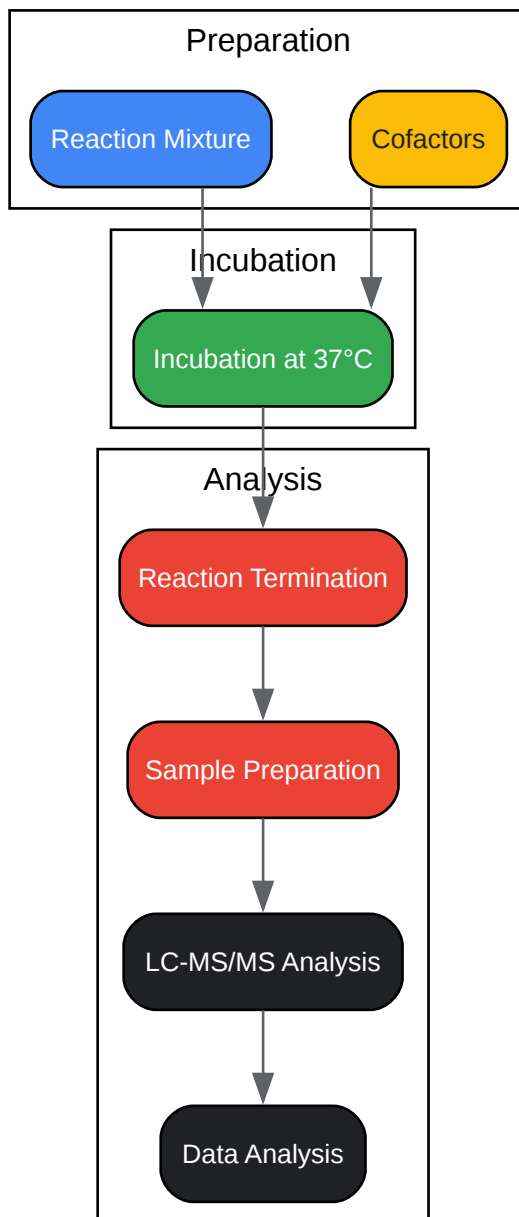 Preparation
Reaction Mixture
Cofactors
Incubation
Incubation at 37°C
Analysis
Reaction Termination
Sample Preparation
LC-MS/MS Analysis
Data Analysis